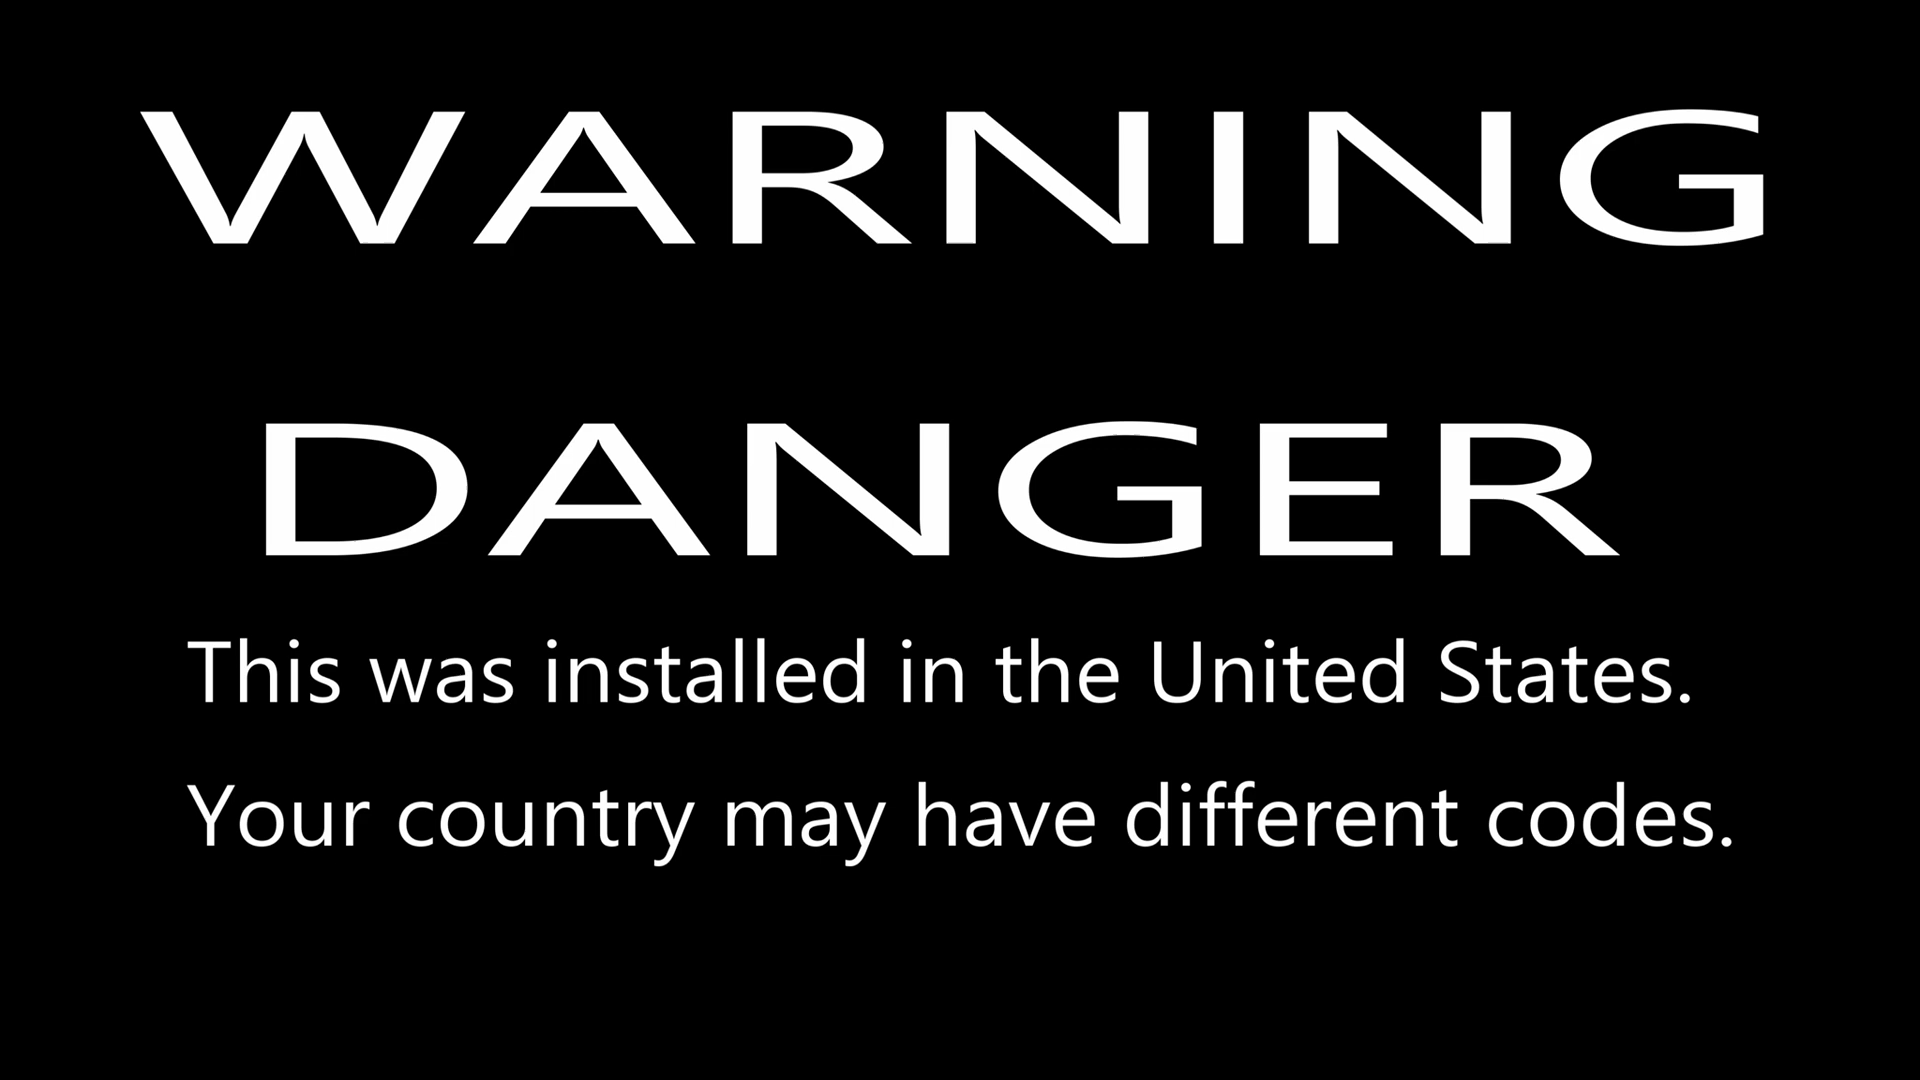 WARNING
DANGER
This was installed in the United States.
Your country may have different codes.